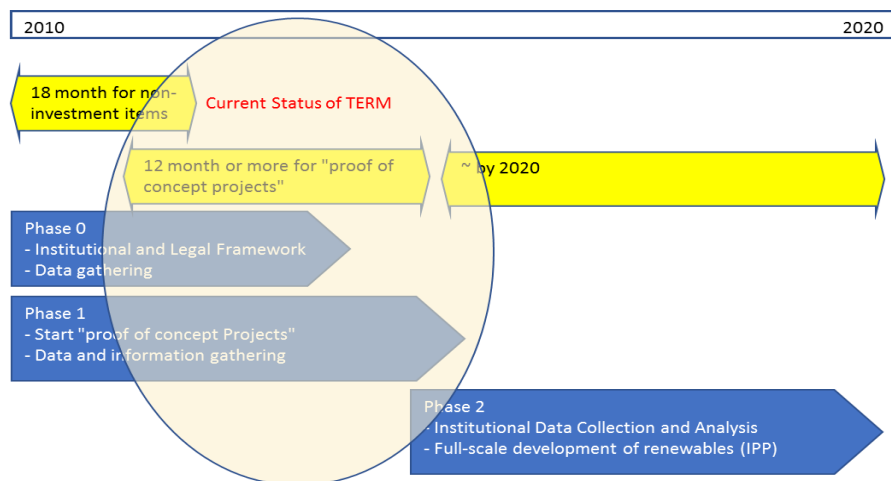 2010 2020
18 month for non-
investment items
Current Status of TERM
12 month or more for "proof of
concept projects"
~ by 2020
Phase 0
- Institutional and Legal Framework
- Data gathering
Phase 1
- Start "proof of concept Projects"
- Data and information gathering
Phase 2
- Institutional Data Collection and Analysis
- Full-scale development of renewables (IPP)